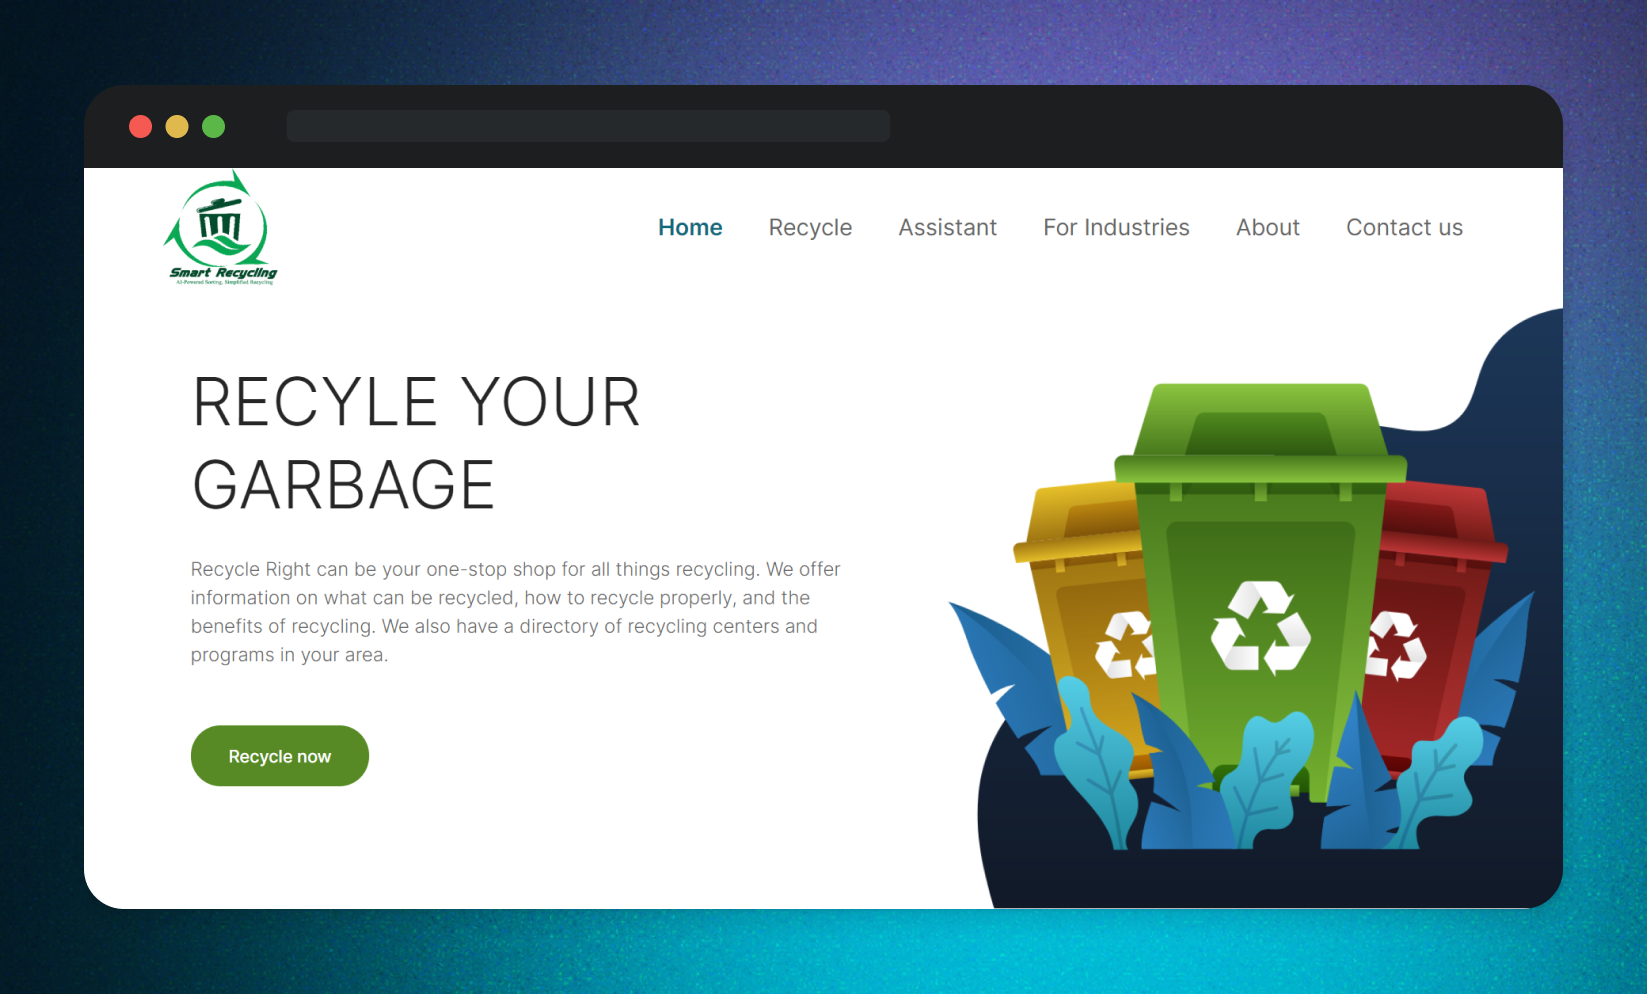 Smart Recycling
AI-Powered Sorting, Simplified Recycling
Home Recycle Assistant For Industries About Contact us
RECYLE YOUR
GARBAGE
Recycle Right can be your one-stop shop for all things recycling. We offer
information on what can be recycled, how to recycle properly, and the
benefits of recycling. We also have a directory of recycling centers and
programs in your area.
Recycle now